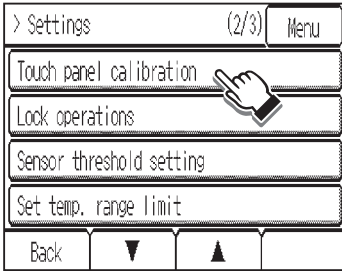 > Settings (2/3) Menu
Touch panel calibration
Lock operations
Sensor threshold setting
Set temp. range limit
Back ▼ ▲